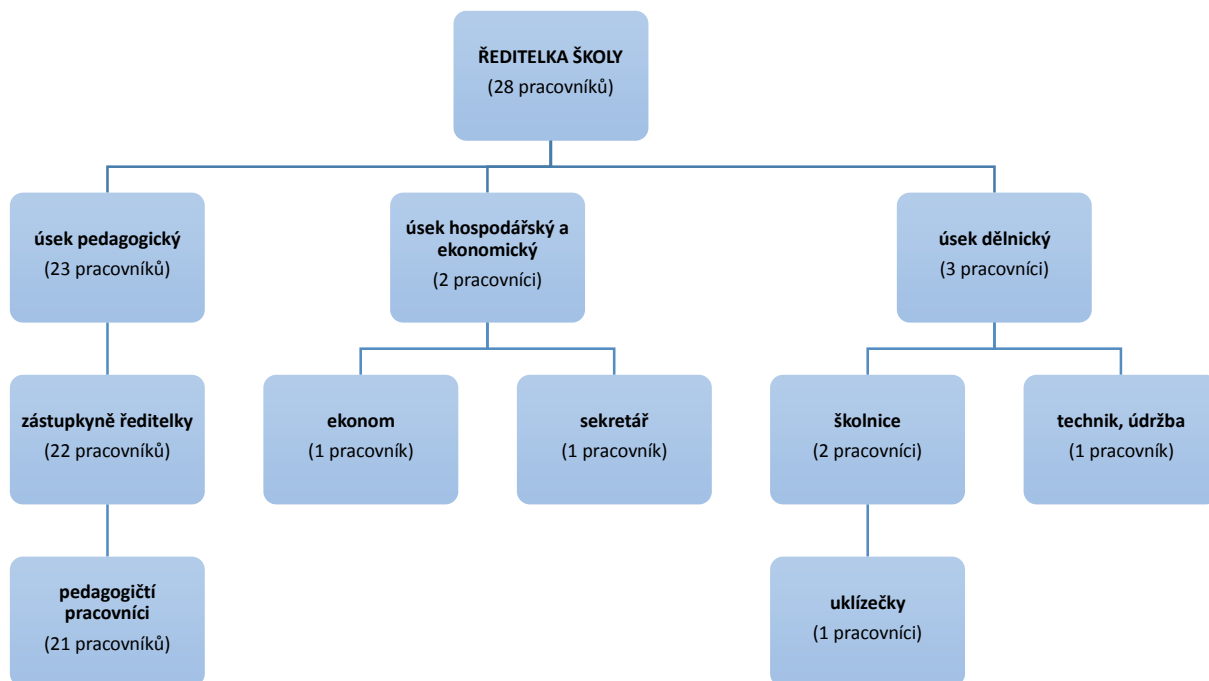 ŘEDITELKA ŠKOLY
(28 pracovníků)
úsek pedagogický
(23 pracovníků)
úsek hospodářský a
ekonomický
(2 pracovníci)
úsek dělnický
(3 pracovníci)
zástupkyně ředitelky
(22 pracovníků)
ekonom
(1 pracovník)
sekretář
(1 pracovník)
školnice
(2 pracovníci)
technik, údržba
(1 pracovník)
pedagogičtí
pracovníci
(21 pracovníků)
uklízečky
(1 pracovníci)